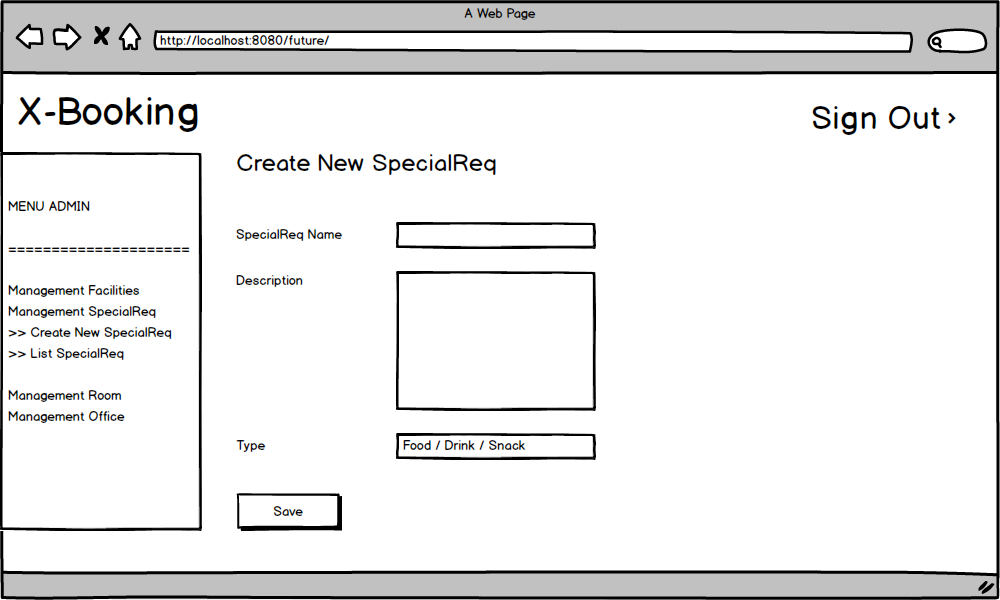 A Web Page
http://localhost:8080/future/
X-Booking
Sign Out ›
Create New SpecialReq
MENU ADMIN
=====================
Management Facilities
Management SpecialReq
>> Create New SpecialReq
>> List SpecialReq
Management Room
Management Office
SpecialReq Name
Description
Type
Food / Drink / Snack
Save